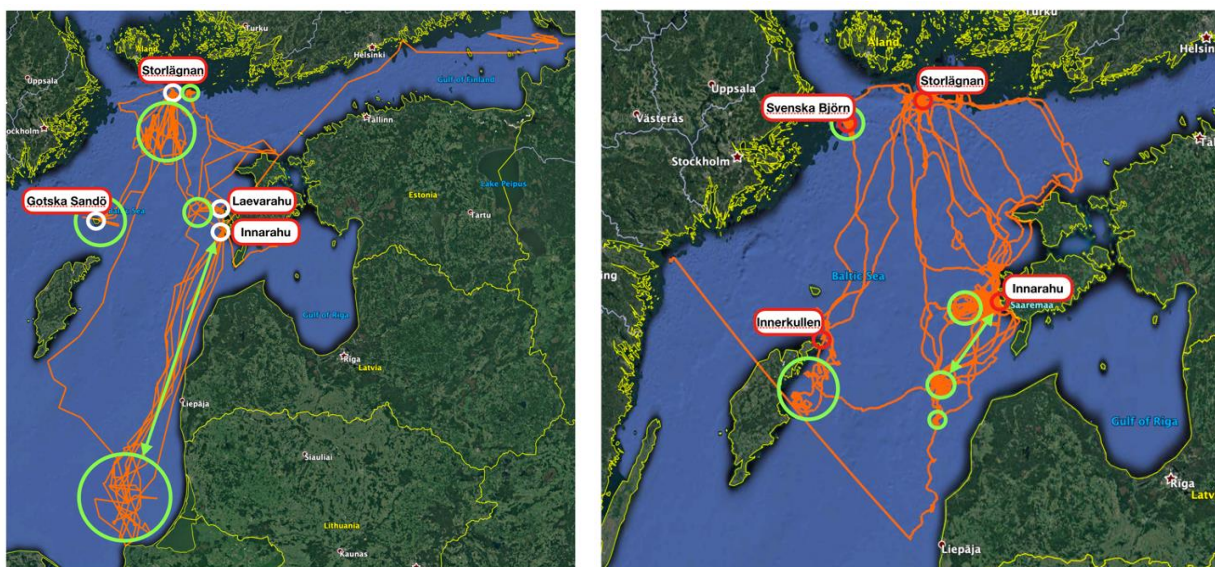 Turku
Åland
Helsinki
Storlägnan
Gulf of Finland
Uppsala
Stockholm
Tallinn
Gotska Sandö
Laevarahu
Innarahu
Estonia
Lake Peipus
Tartu
Gulf of Riga
Riga
Latvia
Liepāja
Šiauliai
Lithuania
Kaunas
Turku
Åland
Helsin
Storlägnan
Uppsala
Svenska Björn
Västerås
Stockholm
Tal
Baltic Sea
Innarahu
Saaremaa
Innerkullen
Gulf of Riga
Rīga
Latv
Liepāja